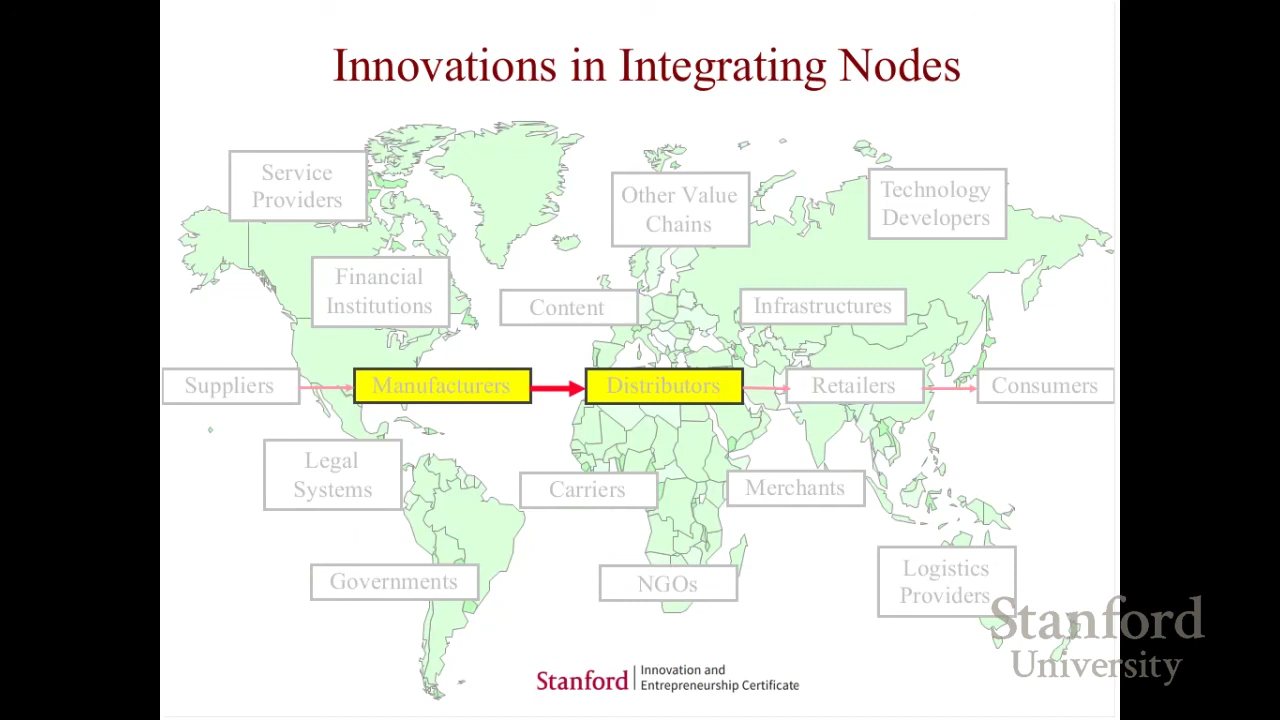 Innovations in Integrating Nodes
Service
Providers
Other Value
Chains
Technology
Developers
Financial
Institutions
Content
Infrastructures
Suppliers
Manufacturers
Distributors
Retailers
Consumers
Legal
Systems
Carriers
Merchants
Governments
NGOs
Logistics
Providers
Stanford
University
Stanford
Innovation and
Entrepreneurship Certificate